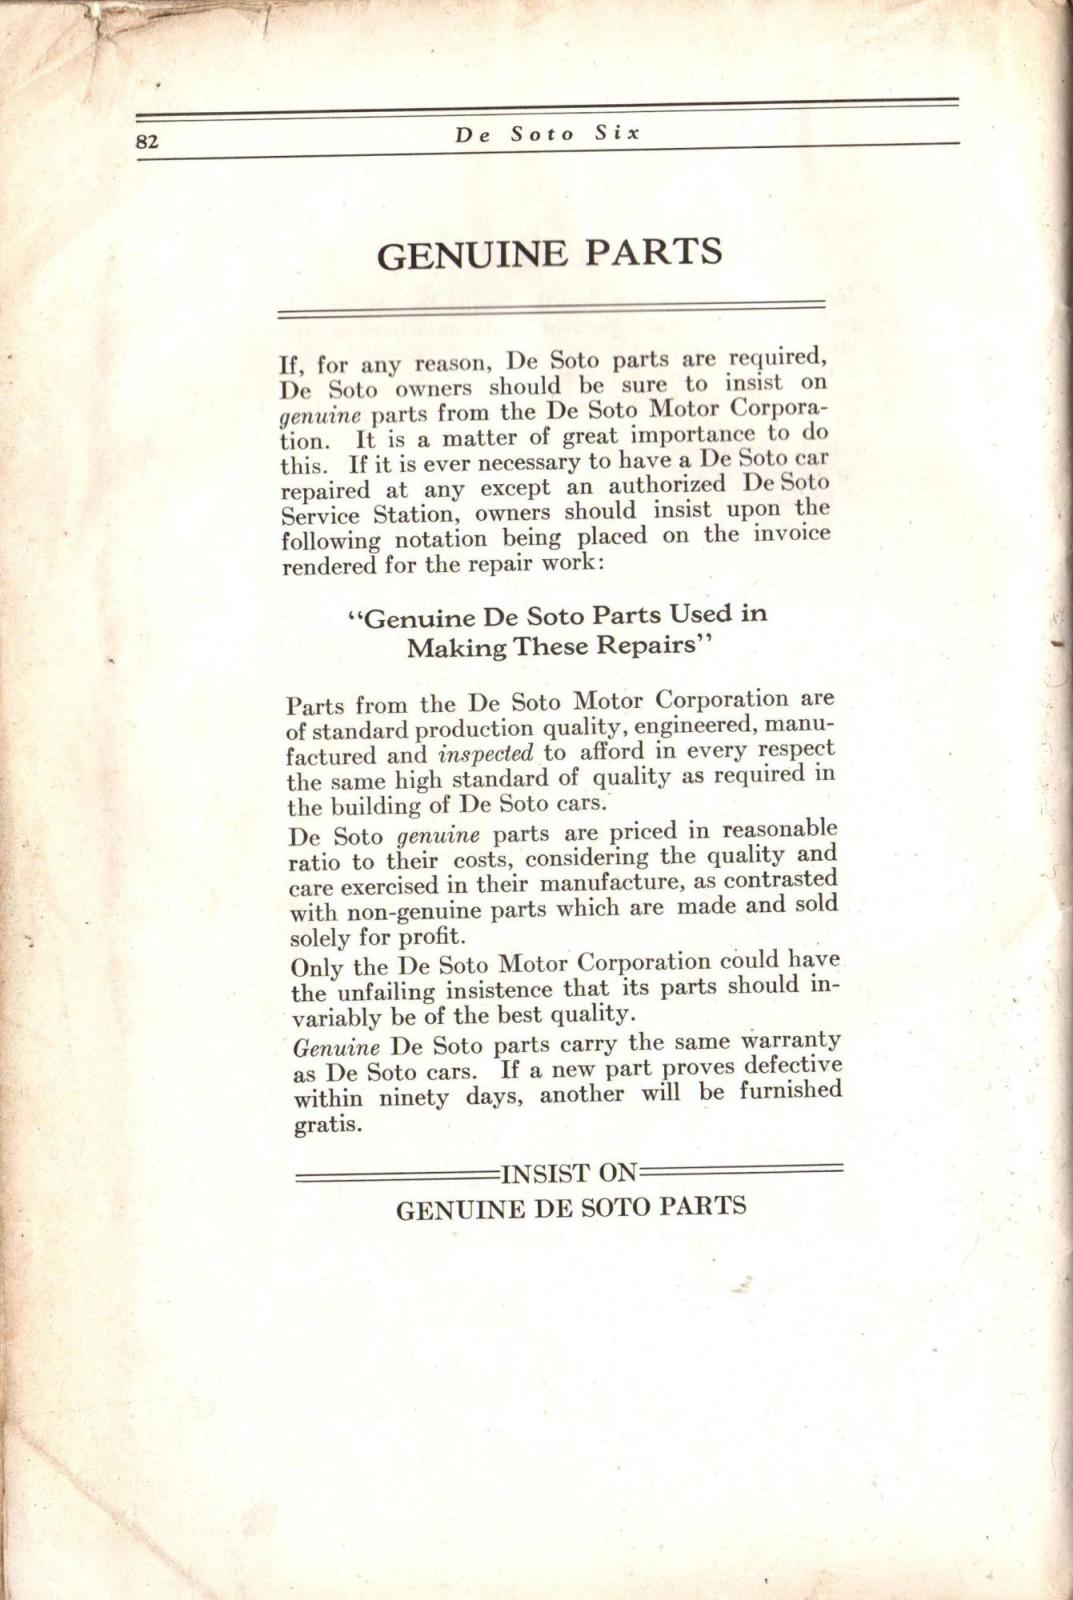 82
De Soto Six
GENUINE PARTS
If, for any reason, De Soto parts are required,
De Soto owners should be sure to insist on
genuine parts from the De Soto Motor Corpora-
tion. It is a matter of great importance to do
this. If it is ever necessary to have a De Soto car
repaired at any except an authorized De Soto
Service Station, owners should insist upon the
following notation being placed on the invoice
rendered for the repair work:
“Genuine De Soto Parts Used in
Making These Repairs”
Parts from the De Soto Motor Corporation are
of standard production quality, engineered, manu-
factured and inspected to afford in every respect
the same high standard of quality as required in
the building of De Soto cars.
De Soto genuine parts are priced in reasonable
ratio to their costs, considering the quality and
care exercised in their manufacture, as contrasted
with non-genuine parts which are made and sold
solely for profit.
Only the De Soto Motor Corporation could have
the unfailing insistence that its parts should in-
variably be of the best quality.
Genuine De Soto parts carry the same warranty
as De Soto cars. If a new part proves defective
within ninety days, another will be furnished
gratis.
INSIST ON
GENUINE DE SOTO PARTS